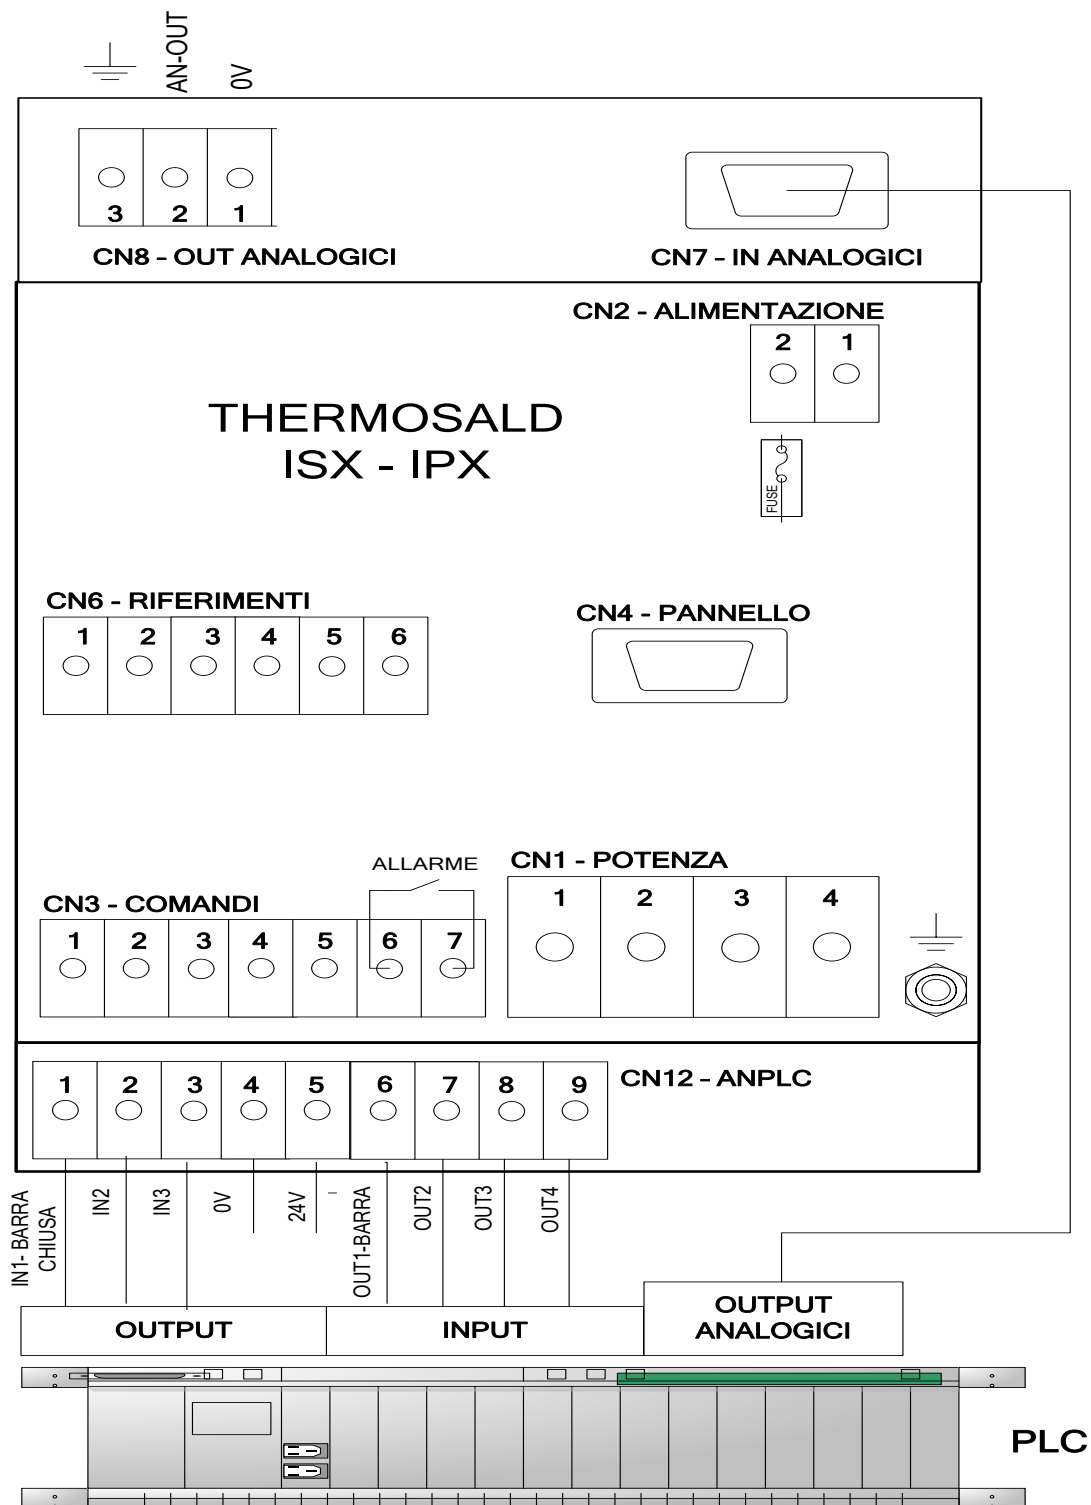 AN-OUT
0V
3 2 1
CN8 - OUT ANALOGICI
CN7 - IN ANALOGICI
CN2 - ALIMENTAZIONE
2 1
FUSE
THERMOSALD
ISX - IPX
CN6 - RIFERIMENTI
1 2 3 4 5 6
CN4 - PANNELLO
ALLARME
CN3 - COMANDI
1 2 3 4 5 6 7
CN1 - POTENZA
1 2 3 4
1 2 3 4 5 6 7 8 9
CN12 - ANPLC
IN1- BARRA
CHIUSA
IN2
IN3
0V
24V
OUT1-BARRA
OUT2
OUT3
OUT4
OUTPUT
INPUT
OUTPUT
ANALOGICI
PLC